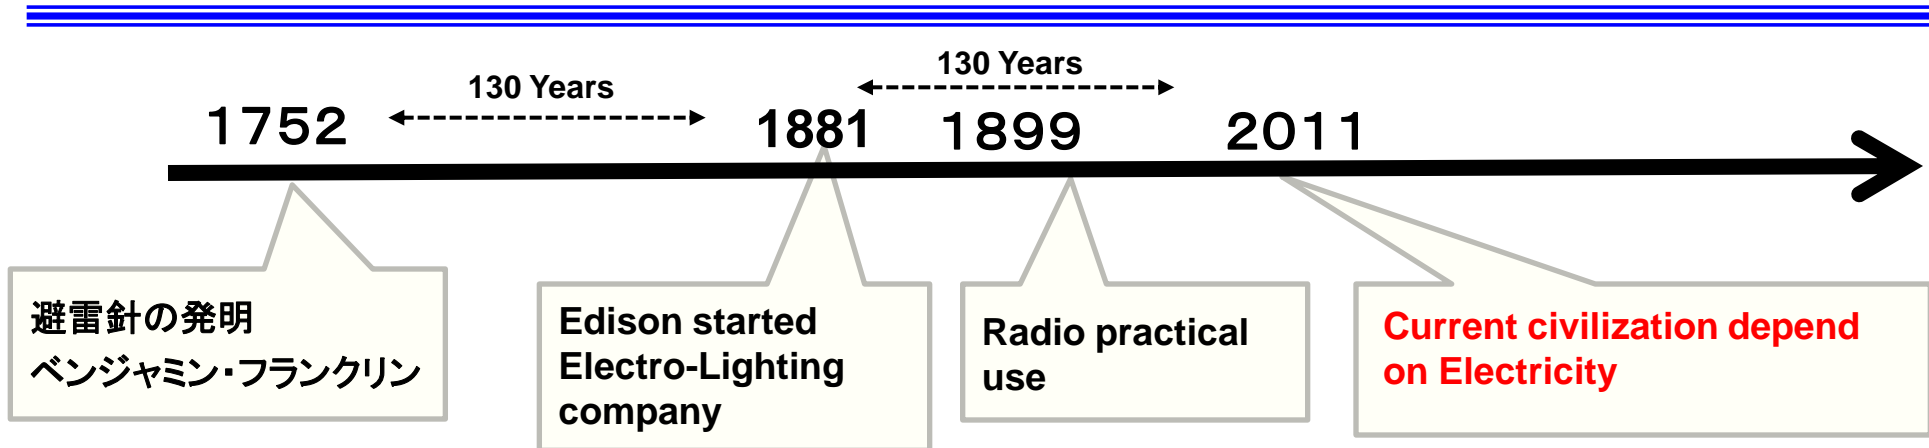 130 Years
130 Years
1752
1881
1899
2011
避雷針の発明
ベンジャミン・フランクリン
Edison started
Electro-Lighting
company
Radio practical
use
Current civilization depend
on Electricity